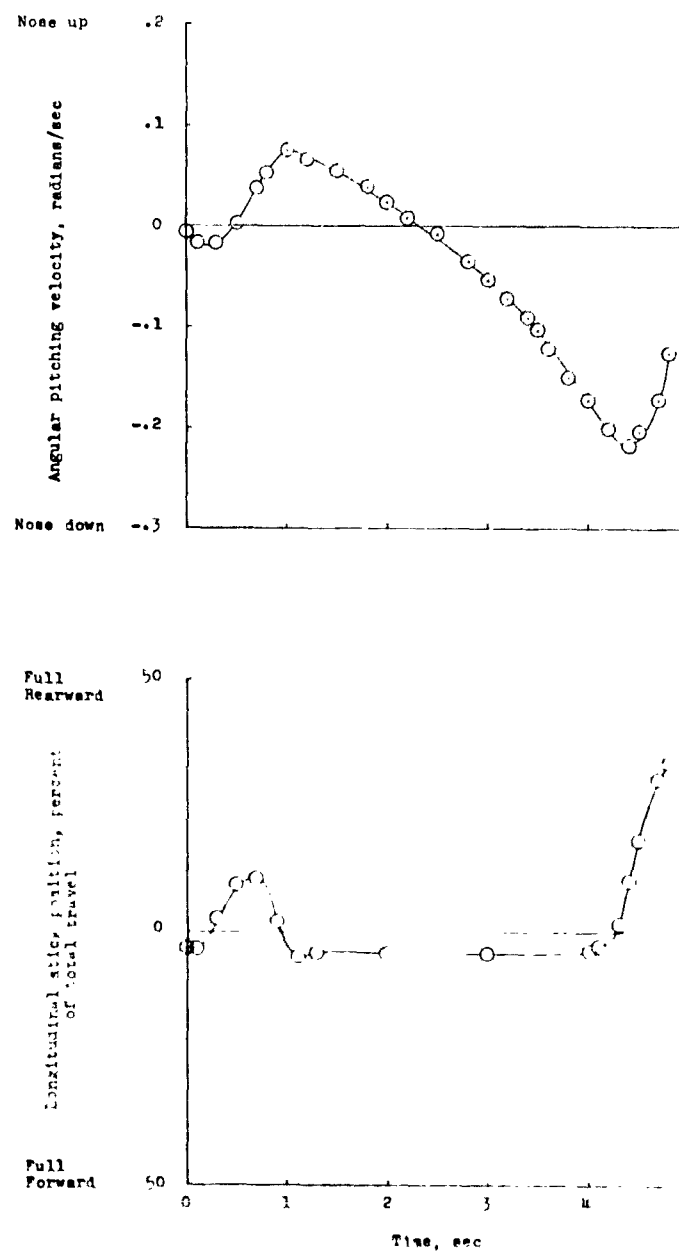 Nose up
.2
.1
0
-.1
-.2
Nose down
-.3
Angular pitching velocity, radians/sec
Full
Rearward
50
0
Longitudinal stick position, percent
of total travel
Full
Forward
50
0 1 2 3 4
Time, sec